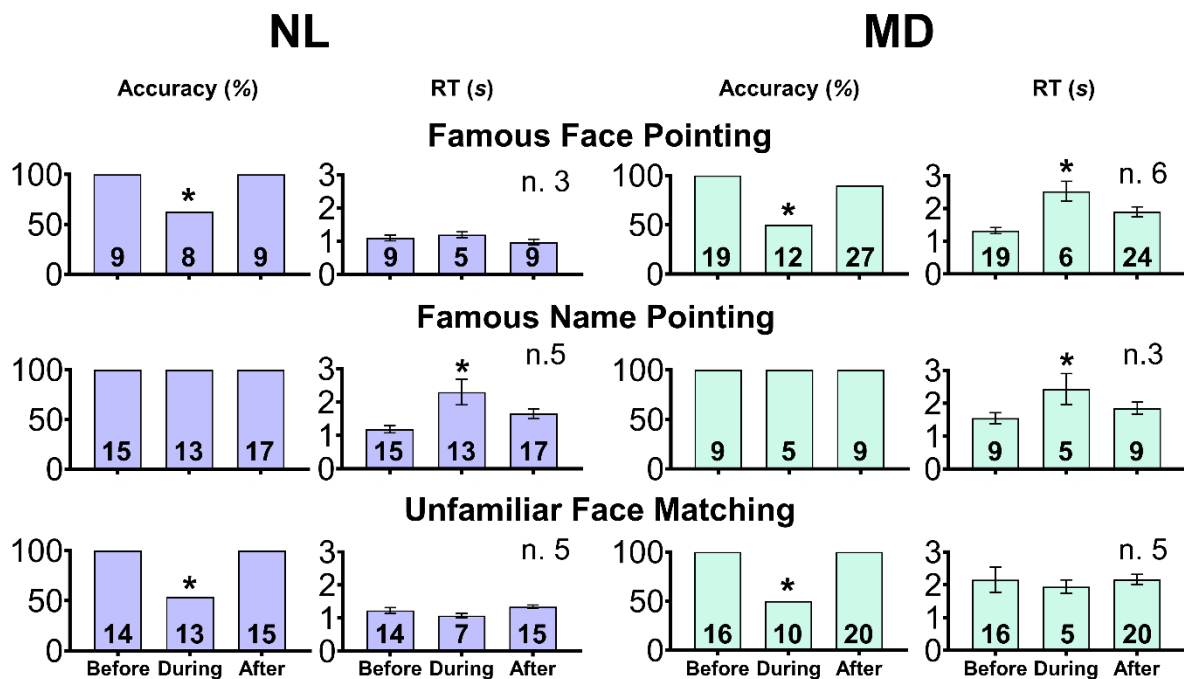 NL MD
Accuracy (%) RT (s) Accuracy (%) RT (s)
Famous Face Pointing
100 50 0 9 * 8 9
3 2 1 0 n. 3 9 5 9
100 50 0 19 * 12 27
3 2 1 0 * n. 6 19 6 24
Famous Name Pointing
100 50 0 15 13 17
3 2 1 0 * n.5 15 13 17
100 50 0 9 5 9
3 2 1 0 * n.3 9 5 9
Unfamiliar Face Matching
100 50 0 14 * 13 15
3 2 1 0 n. 5 14 7 15
100 50 0 16 * 10 20
3 2 1 0 n. 5 16 5 20
Before During After Before During After Before During After Before During After